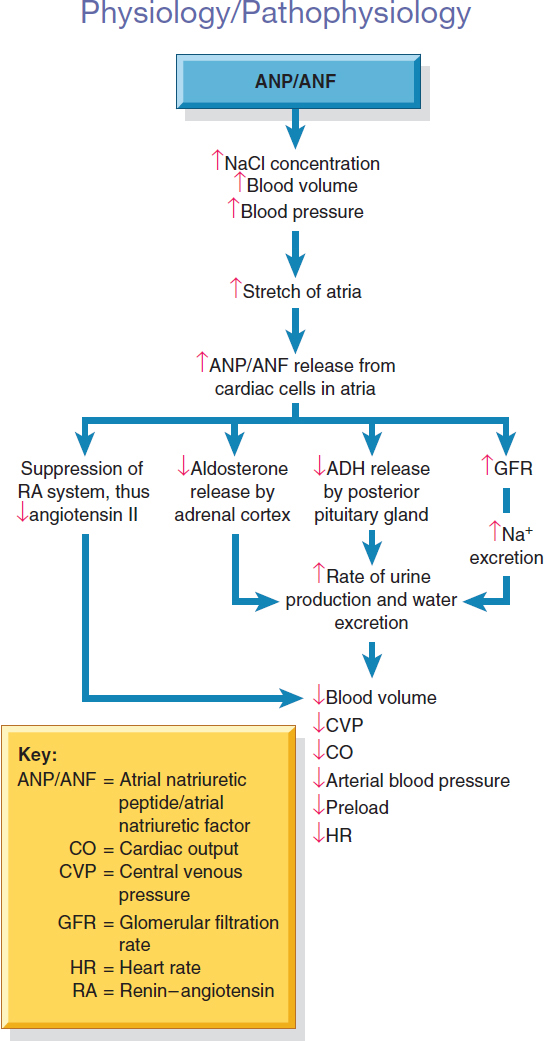 Physiology/Pathophysiology
ANP/ANF
↑NaCl concentration
↑Blood volume
↑Blood pressure
↑Stretch of atria
↑ANP/ANF release from
cardiac cells in atria
Suppression of
RA system, thus
↓angiotensin II
↓Aldosterone
release by
adrenal cortex
↓ADH release
by posterior
pituitary gland
↑GFR
↑Na⁺
excretion
↑Rate of urine
production and water
excretion
↓Blood volume
↓CVP
↓CO
↓Arterial blood pressure
↓Preload
↓HR
Key:
ANP/ANF = Atrial natriuretic
peptide/atrial
natriuretic factor
CO = Cardiac output
CVP = Central venous
pressure
GFR = Glomerular filtration
rate
HR = Heart rate
RA = Renin–angiotensin